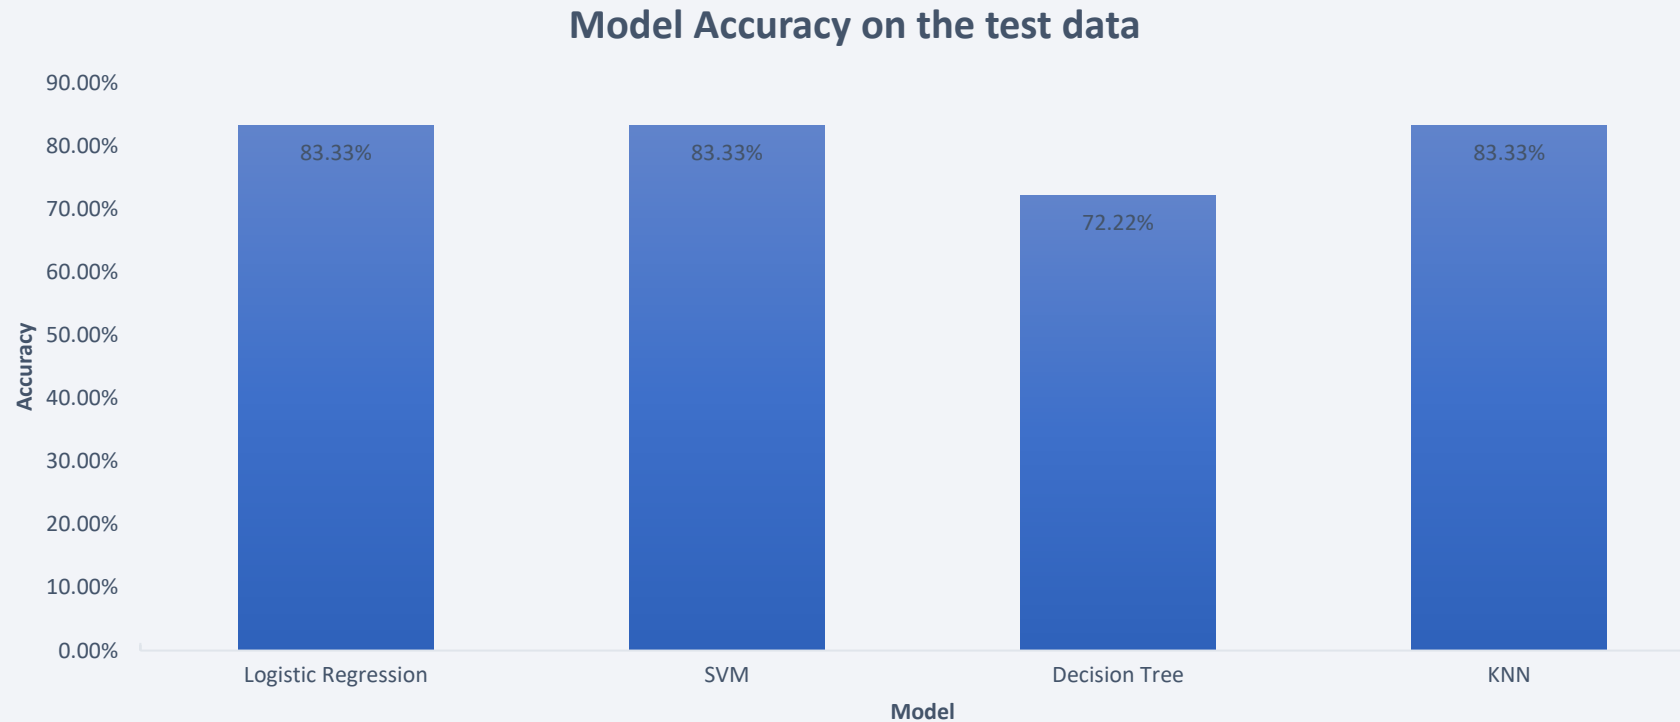 Model Accuracy on the test data
90.00%
80.00%
70.00%
60.00%
50.00%
40.00%
30.00%
20.00%
10.00%
0.00%
Accuracy
83.33%
83.33%
72.22%
83.33%
Logistic Regression
SVM
Decision Tree
KNN
Model